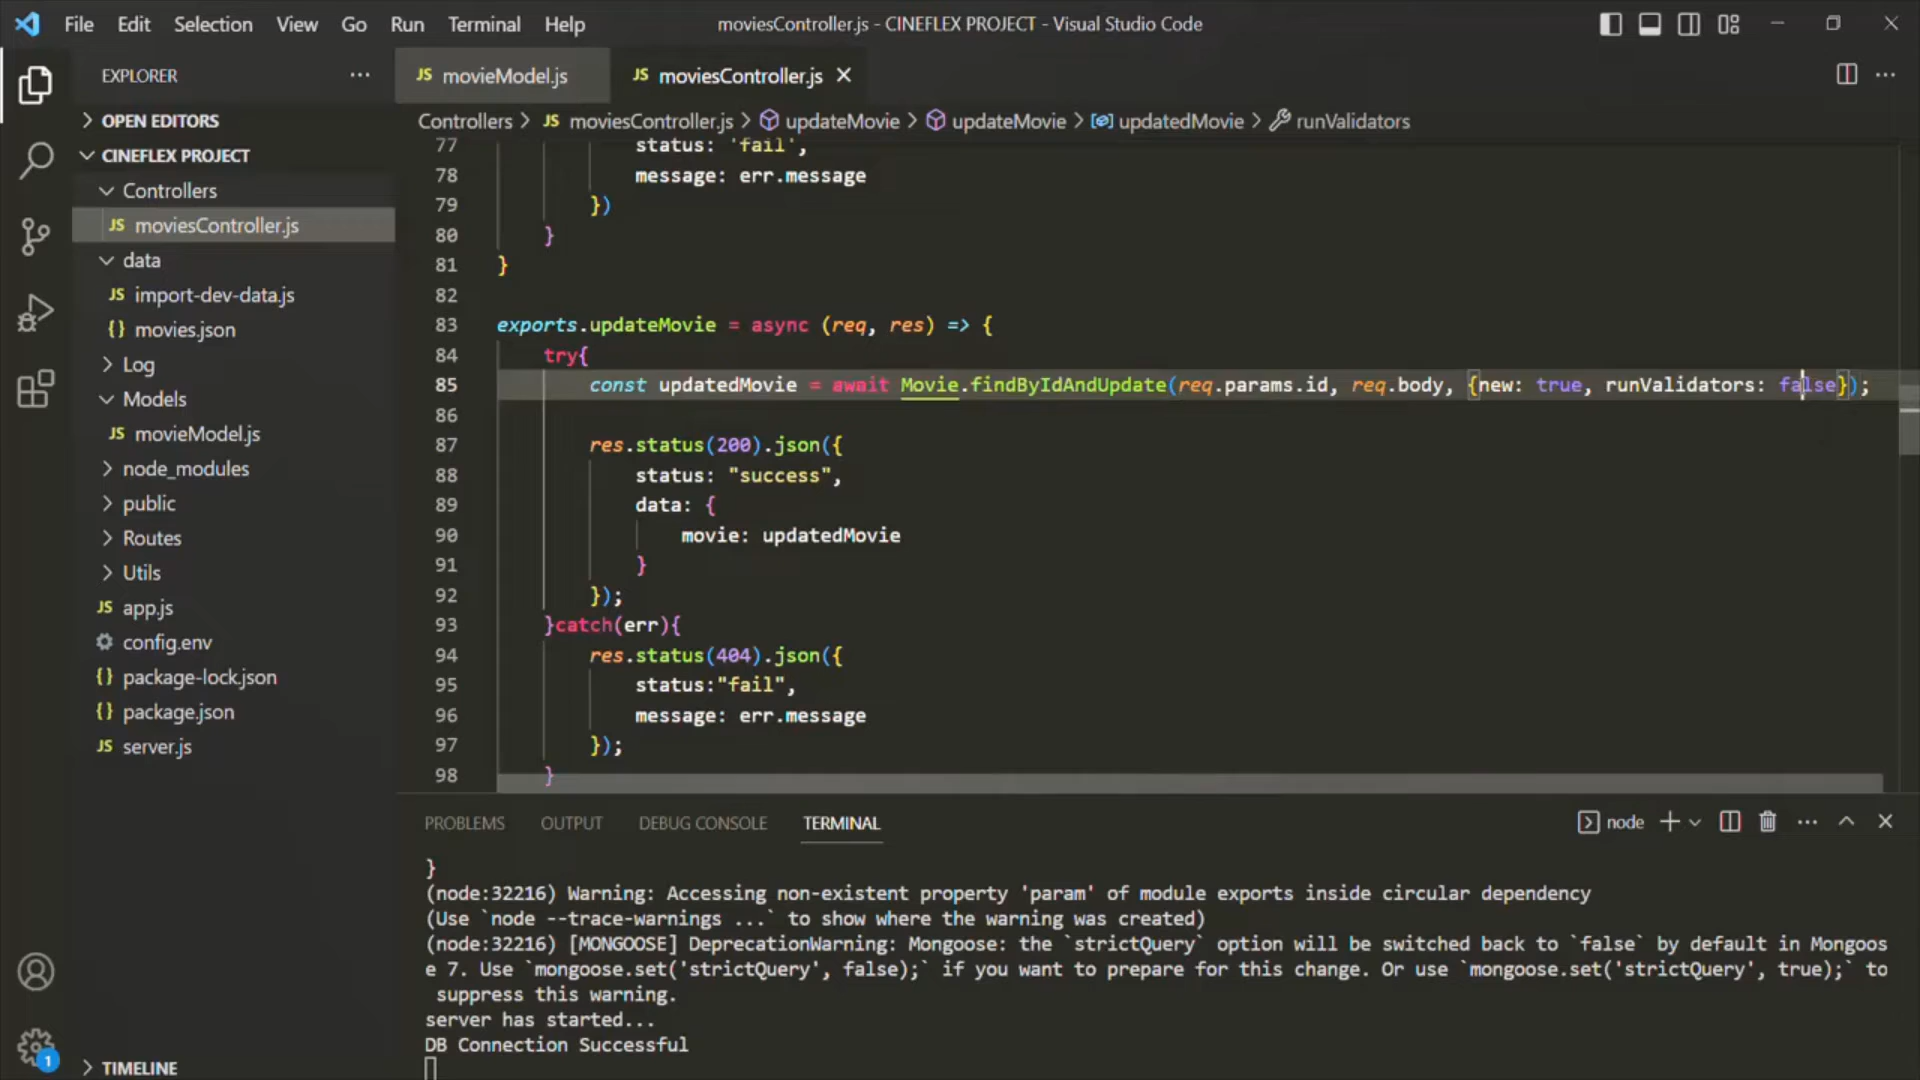 File Edit Selection View Go Run Terminal Help
moviesController.js - CINEFLEX PROJECT - Visual Studio Code
EXPLORER
OPEN EDITORS
CINEFLEX PROJECT
Controllers
JS moviesController.js
data
JS import-dev-data.js
{} movies.json
Log
Models
JS movieModel.js
node_modules
public
Routes
Utils
JS app.js
config.env
{} package-lock.json
{} package.json
JS server.js
1
TIMELINE
JS movieModel.js
JS moviesController.js
Controllers > JS moviesController.js > updateMovie > updateMovie > updatedMovie > runValidators
77 status: 'fail',
78 message: err.message
79 })
80 }
81 }
82
83 exports.updateMovie = async (req, res) => {
84 try{
85 const updatedMovie = await Movie.findByIdAndUpdate(req.params.id, req.body, {new: true, runValidators: false});
86
87 res.status(200).json({
88 status: "success",
89 data: {
90 movie: updatedMovie
91 }
92 });
93 }catch(err){
94 res.status(404).json({
95 status:"fail",
96 message: err.message
97 });
98 }
PROBLEMS OUTPUT DEBUG CONSOLE TERMINAL
node
}
(node:32216) Warning: Accessing non-existent property 'param' of module exports inside circular dependency
(Use `node --trace-warnings ...` to show where the warning was created)
(node:32216) [MONGOOSE] DeprecationWarning: Mongoose: the `strictQuery` option will be switched back to `false` by default in Mongoos
e 7. Use `mongoose.set('strictQuery', false);` if you want to prepare for this change. Or use `mongoose.set('strictQuery', true);` to
suppress this warning.
server has started...
DB Connection Successful